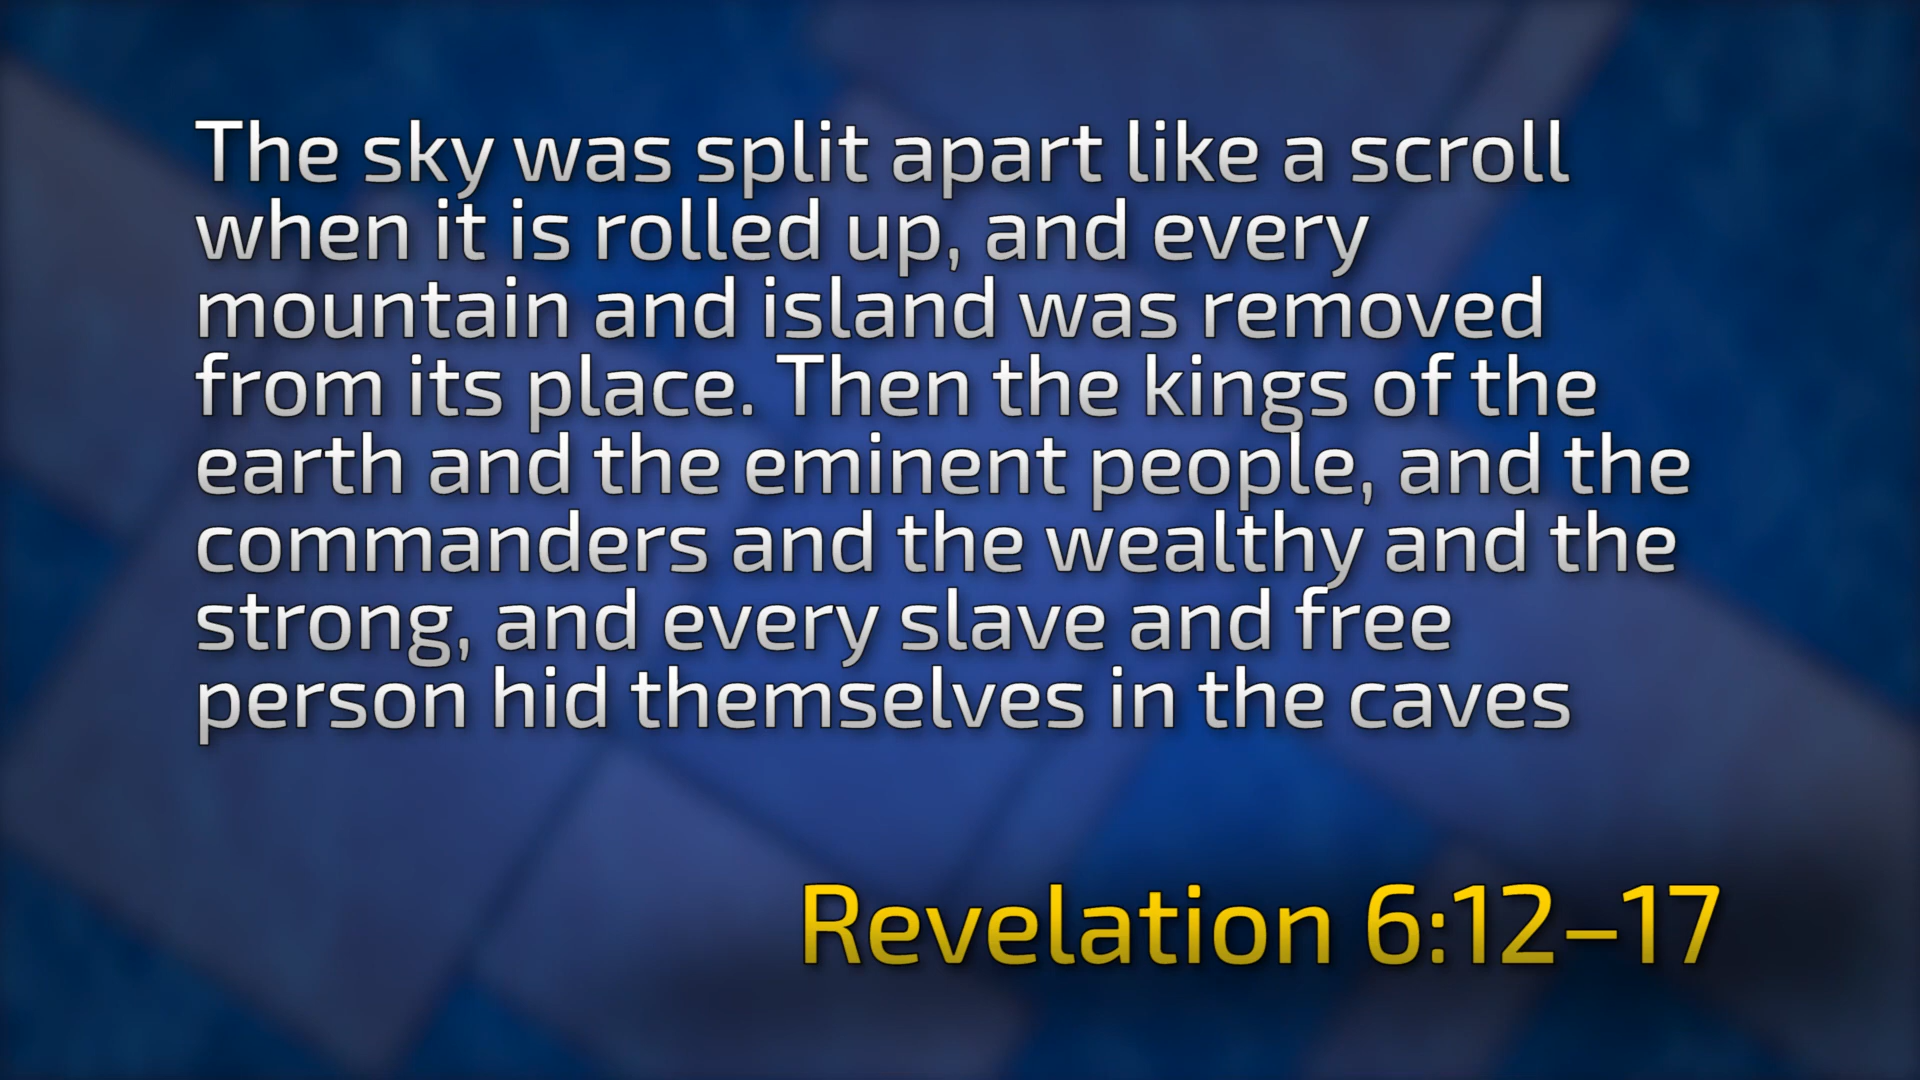 The sky was split apart like a scroll
when it is rolled up, and every
mountain and island was removed
from its place. Then the kings of the
earth and the eminent people, and the
commanders and the wealthy and the
strong, and every slave and free
person hid themselves in the caves
Revelation 6:12–17